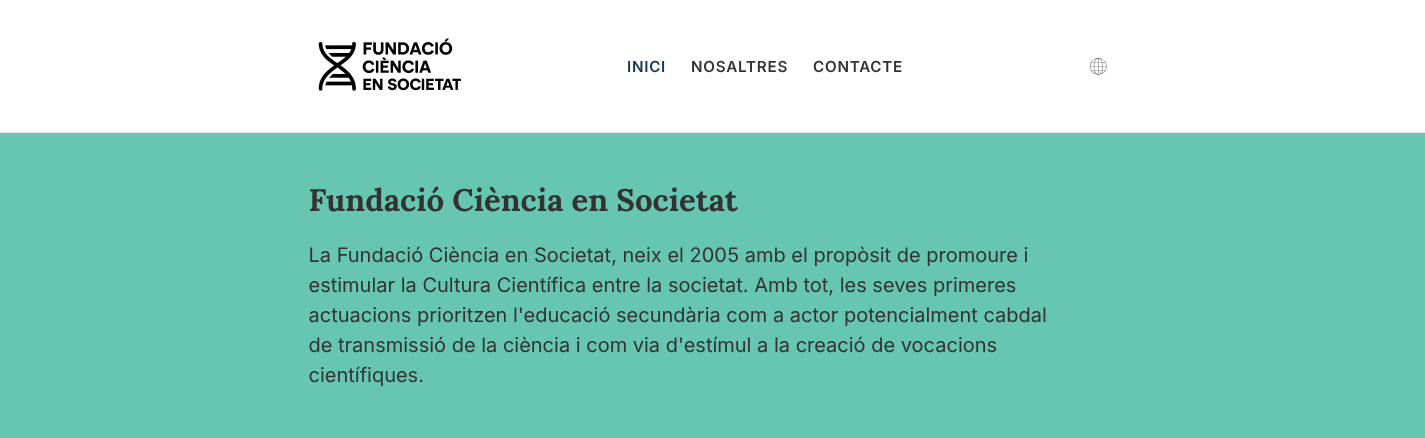 FUNDACIÓ
CIÈNCIA
EN SOCIETAT
INICI NOSALTRES CONTACTE
Fundació Ciència en Societat
La Fundació Ciència en Societat, neix el 2005 amb el propòsit de promoure i
estimular la Cultura Científica entre la societat. Amb tot, les seves primeres
actuacions prioritzen l'educació secundària com a actor potencialment cabdal
de transmissió de la ciència i com via d'estímul a la creació de vocacions
científiques.